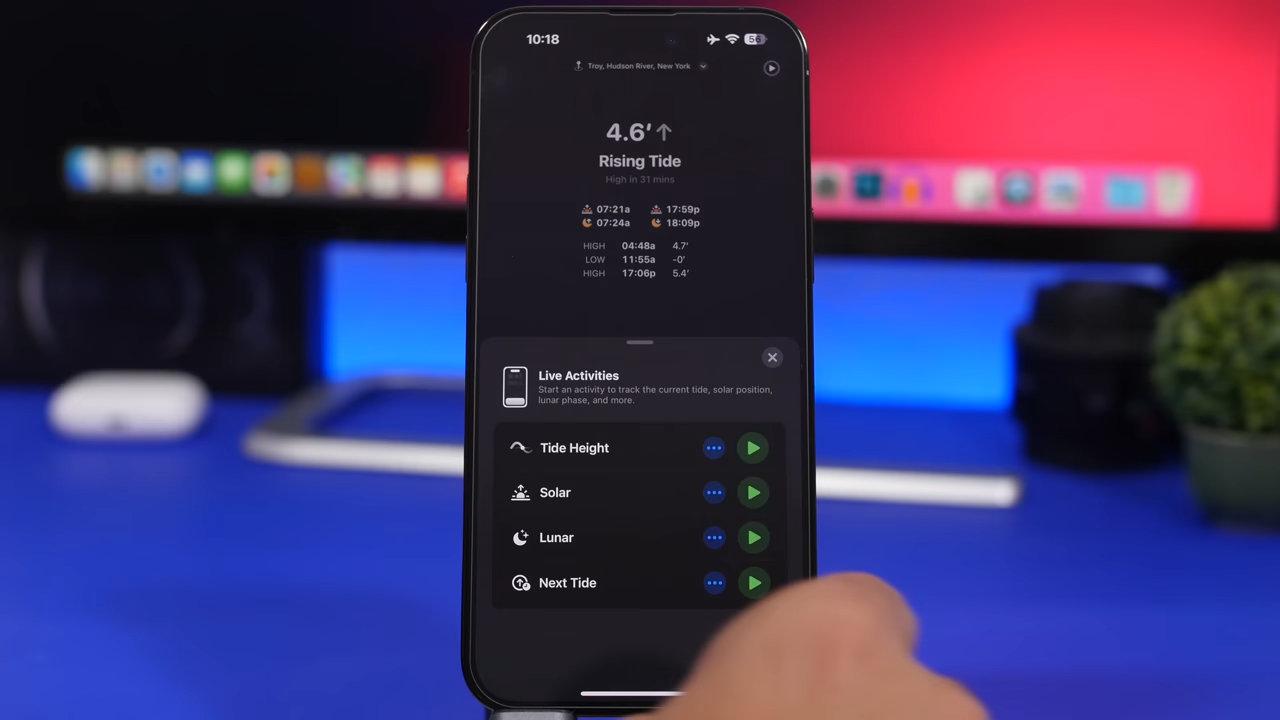 10:18
56
Troy, Hudson River, New York
4.6′↑
Rising Tide
High in 31 mins
07:21a 17:59p
07:24a 18:09p
HIGH 04:48a 4.7′
LOW 11:55a -0′
HIGH 17:06p 5.4′
Live Activities
Start an activity to track the current tide, solar position,
lunar phase, and more.
Tide Height
Solar
Lunar
Next Tide